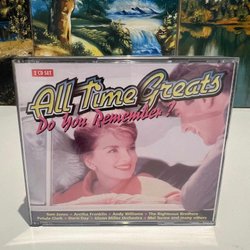 2 CD SET
All Time Greats
Do You Remember?
Tom Jones • Aretha Franklin • Andy Williams • The Righteous Brothers
Petula Clark • Doris Day • Glenn Miller Orchestra • Mel Torme and many others